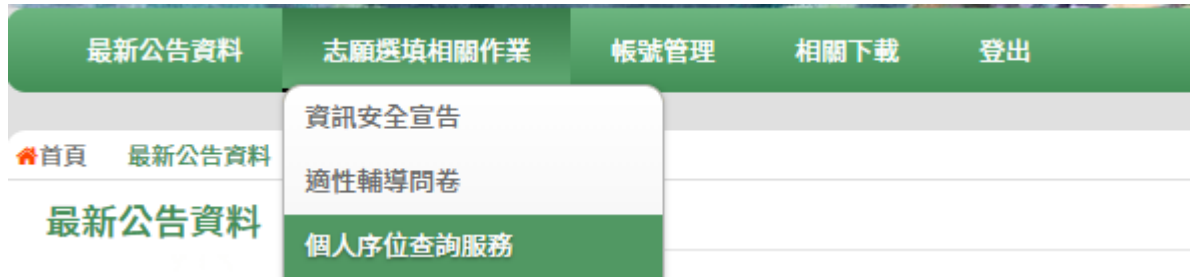 最新公告資料 志願選填相關作業 帳號管理 相關下載 登出
資訊安全宣告
首頁 最新公告資料
適性輔導問卷
最新公告資料
個人序位查詢服務